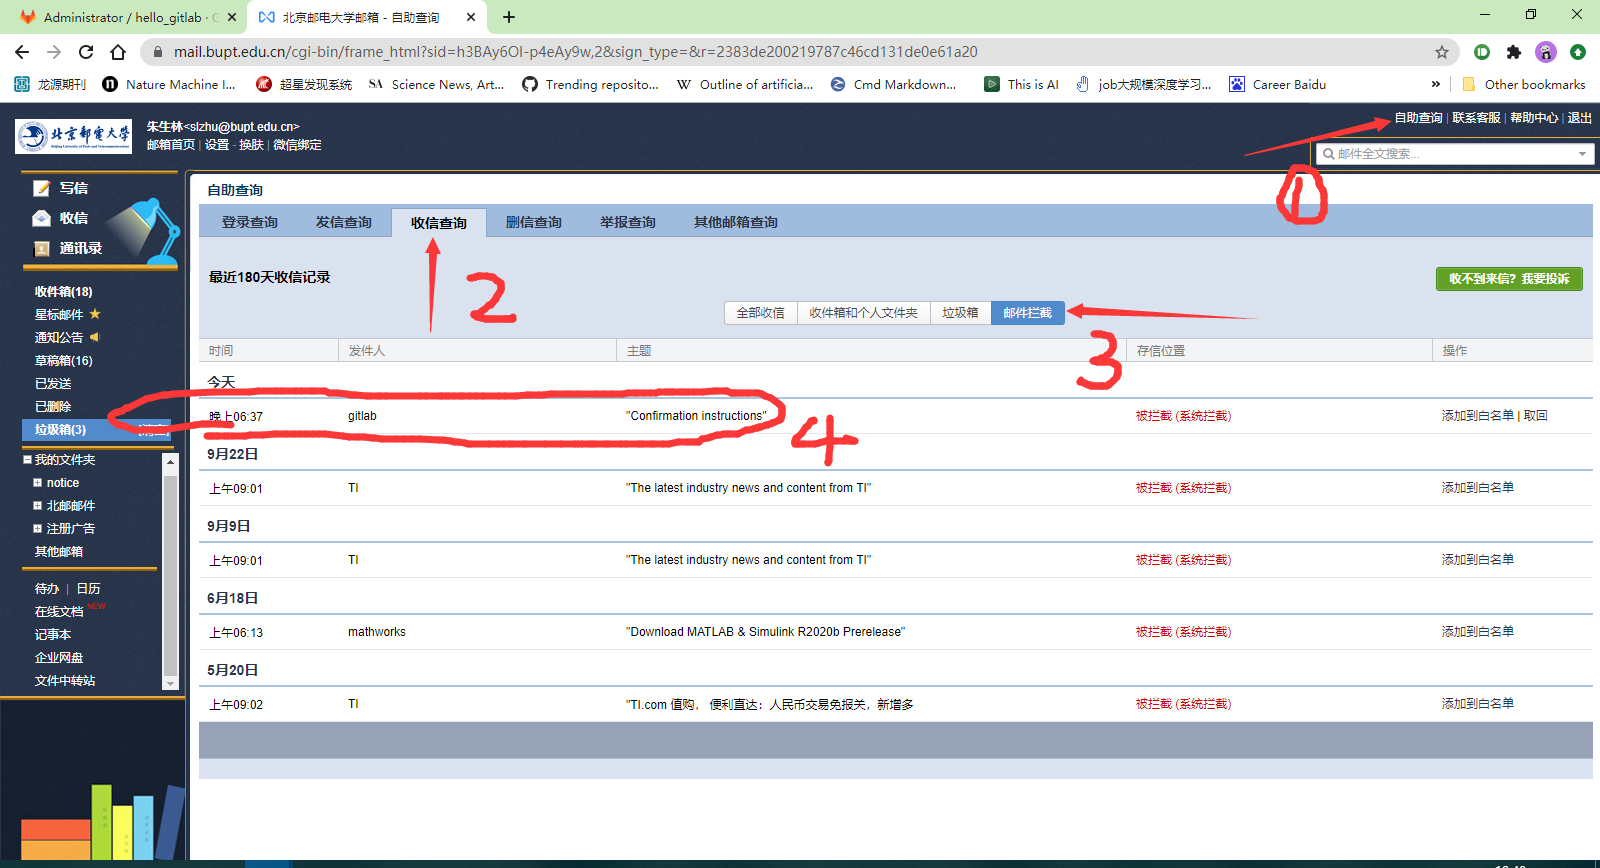 Administrator / hello_gitlab · G
北京邮电大学邮箱 - 自助查询
mail.bupt.edu.cn/cgi-bin/frame_html?sid=h3BAy6OI-p4eAy9w,2&sign_type=&r=2383de200219787c46cd131de0e61a20
龙源期刊
Nature Machine I...
超星发现系统
SA Science News, Art...
Trending reposito...
W Outline of artificia...
Cmd Markdown...
This is AI
job大规模深度学习...
Career Baidu
»
Other bookmarks
北京邮电大学
Beijing University of Posts and Telecommunications
朱生林<slzhu@bupt.edu.cn>
邮箱首页 | 设置 - 换肤 | 微信绑定
自助查询 | 联系客服 | 帮助中心 | 退出
邮件全文搜索...
1
写信
收信
通讯录
收件箱(18)
星标邮件
通知公告
草稿箱(16)
已发送
已删除
垃圾箱(3)
[清空]
我的文件夹
notice
北邮邮件
注册广告
其他邮箱
待办 | 日历
在线文档 NEW
记事本
企业网盘
文件中转站
自助查询
登录查询 发信查询 收信查询 删信查询 举报查询 其他邮箱查询
2
最近180天收信记录
收不到来信? 我要投诉
全部收信 收件箱和个人文件夹 垃圾箱 邮件拦截
3
时间 发件人 主题 存信位置 操作
今天
晚上06:37 gitlab "Confirmation instructions" 被拦截 (系统拦截) 添加到白名单 | 取回
4
9月22日
上午09:01 TI "The latest industry news and content from TI" 被拦截 (系统拦截) 添加到白名单
9月9日
上午09:01 TI "The latest industry news and content from TI" 被拦截 (系统拦截) 添加到白名单
6月18日
上午06:13 mathworks "Download MATLAB & Simulink R2020b Prerelease" 被拦截 (系统拦截) 添加到白名单
5月20日
上午09:02 TI "TI.com 值购， 便利直达：人民币交易免报关，新增多 被拦截 (系统拦截) 添加到白名单